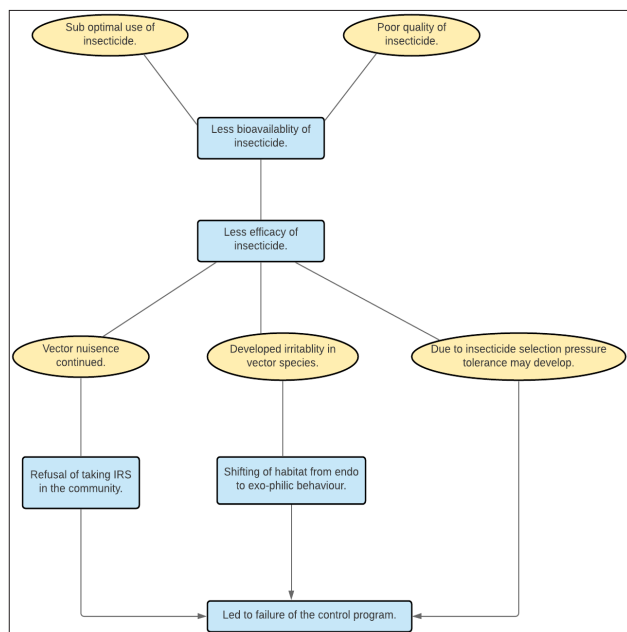 Sub optimal use of
insecticide.
Poor quality of
insecticide.
Less bioavailablity of
insecticide.
Less efficacy of
insecticide.
Vector nuisence
continued.
Developed irritablity in
vector species.
Due to insecticide selection pressure
tolerance may develop.
Refusal of taking IRS
in the community.
Shifting of habitat from endo
to exo-philic behaviour.
Led to failure of the control program.